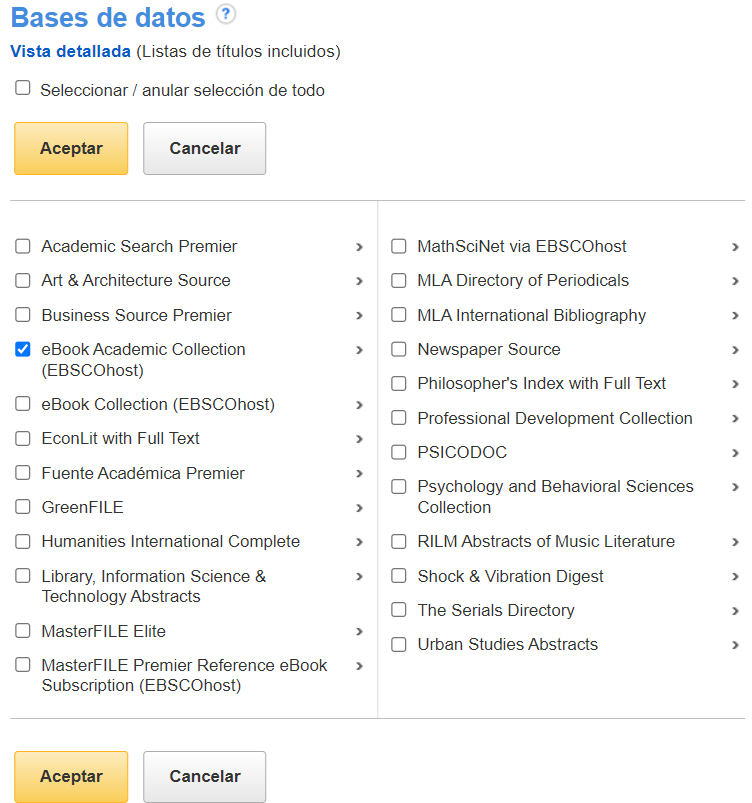 Bases de datos ?
Vista detallada (Listas de títulos incluidos)
Seleccionar / anular selección de todo
Aceptar
Cancelar
Academic Search Premier
Art & Architecture Source
Business Source Premier
eBook Academic Collection
(EBSCOhost)
eBook Collection (EBSCOhost)
EconLit with Full Text
Fuente Académica Premier
GreenFILE
Humanities International Complete
Library, Information Science &
Technology Abstracts
MasterFILE Elite
MasterFILE Premier Reference eBook
Subscription (EBSCOhost)
MathSciNet via EBSCOhost
MLA Directory of Periodicals
MLA International Bibliography
Newspaper Source
Philosopher's Index with Full Text
Professional Development Collection
PSICODOC
Psychology and Behavioral Sciences
Collection
RILM Abstracts of Music Literature
Shock & Vibration Digest
The Serials Directory
Urban Studies Abstracts
Aceptar
Cancelar